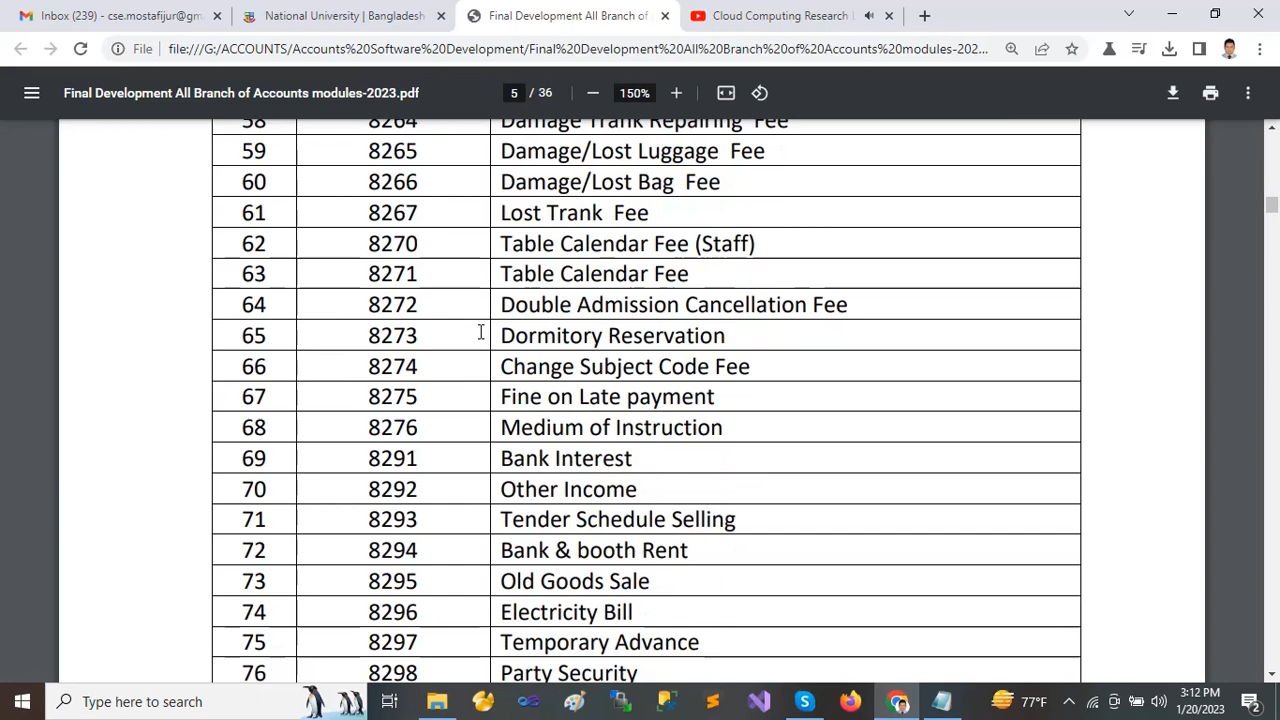 Inbox (239) - cse.mostafijur@gm
National University | Bangladesh
Final Development All Branch of
Cloud Computing Research
File
file:///G:/ACCOUNTS/Accounts%20Software%20Development/Final%20Development%20All%20Branch%20of%20Accounts%20modules-202...
Final Development All Branch of Accounts modules-2023.pdf
5 / 36
150%
58 8264 Damage Trank Repairing Fee
59 8265 Damage/Lost Luggage Fee
60 8266 Damage/Lost Bag Fee
61 8267 Lost Trank Fee
62 8270 Table Calendar Fee (Staff)
63 8271 Table Calendar Fee
64 8272 Double Admission Cancellation Fee
65 8273 Dormitory Reservation
66 8274 Change Subject Code Fee
67 8275 Fine on Late payment
68 8276 Medium of Instruction
69 8291 Bank Interest
70 8292 Other Income
71 8293 Tender Schedule Selling
72 8294 Bank & booth Rent
73 8295 Old Goods Sale
74 8296 Electricity Bill
75 8297 Temporary Advance
76 8298 Party Security
Type here to search
77°F
3:12 PM
1/20/2023
2